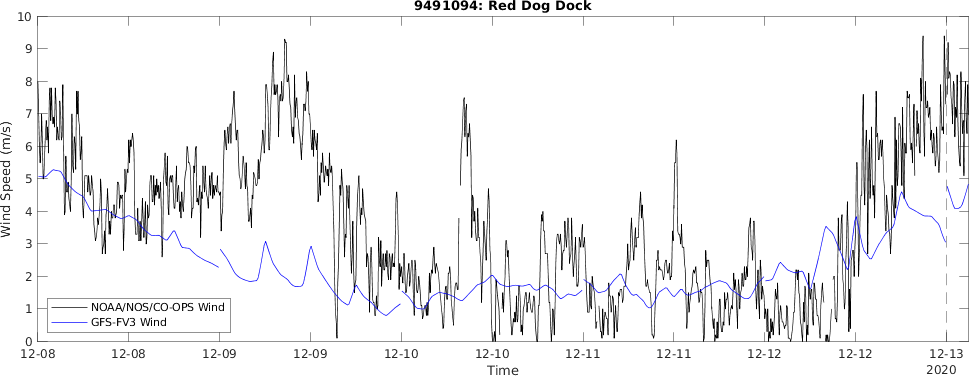 9491094: Red Dog Dock
Wind Speed (m/s)
10
9
8
7
6
5
4
3
2
1
0
NOAA/NOS/CO-OPS Wind
GFS-FV3 Wind
12-08 12-08 12-09 12-09 12-10 12-10 12-11 12-11 12-12 12-12 12-13
Time
2020